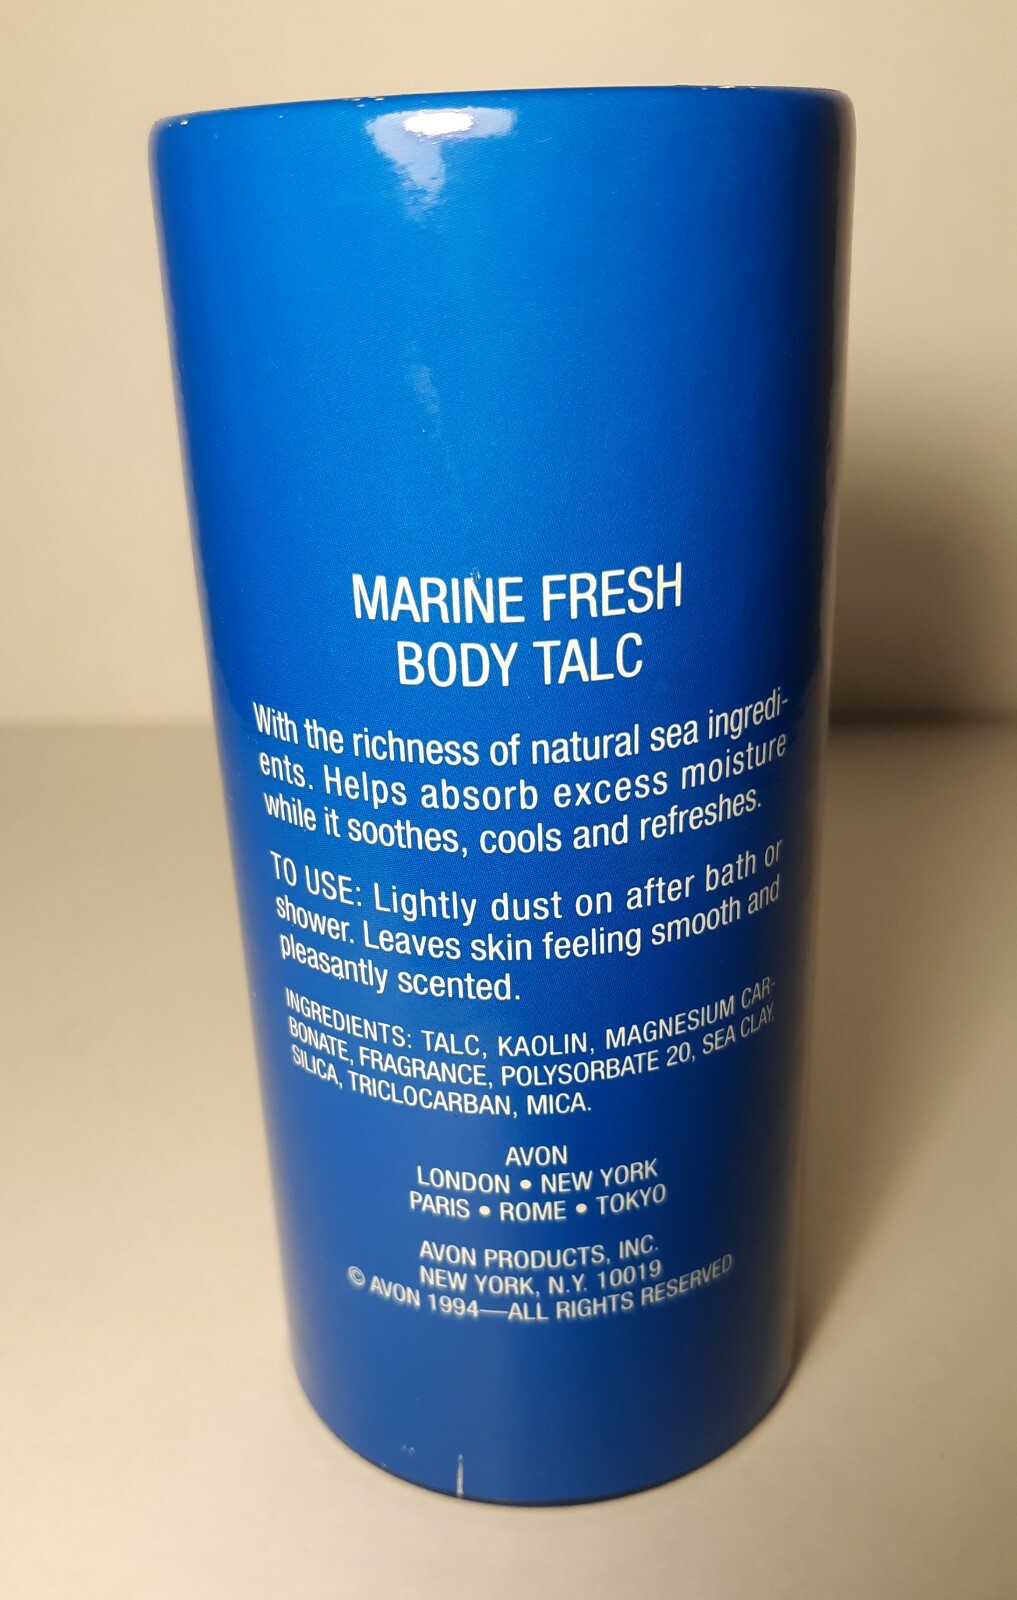 MARINE FRESH
BODY TALC
With the richness of natural sea ingredi-
ents. Helps absorb excess moisture
while it soothes, cools and refreshes.
TO USE: Lightly dust on after bath or
shower. Leaves skin feeling smooth and
pleasantly scented.
INGREDIENTS: TALC, KAOLIN, MAGNESIUM CAR-
BONATE, FRAGRANCE, POLYSORBATE 20, SEA CLAY,
SILICA, TRICLOCARBAN, MICA.
AVON
LONDON • NEW YORK
PARIS • ROME • TOKYO
AVON PRODUCTS, INC.
NEW YORK, N.Y. 10019
© AVON 1994—ALL RIGHTS RESERVED